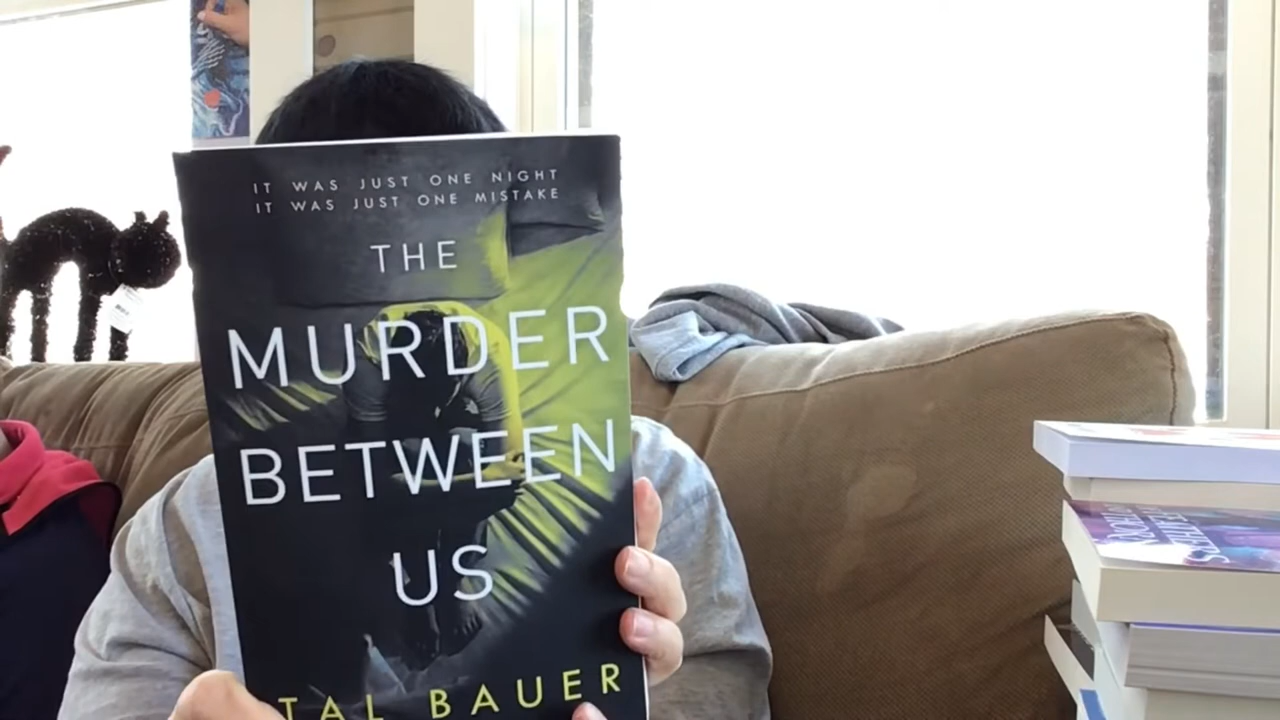 IT WAS JUST ONE NIGHT
IT WAS JUST ONE MISTAKE
THE
MURDER
BETWEEN
US
TAL BAUER